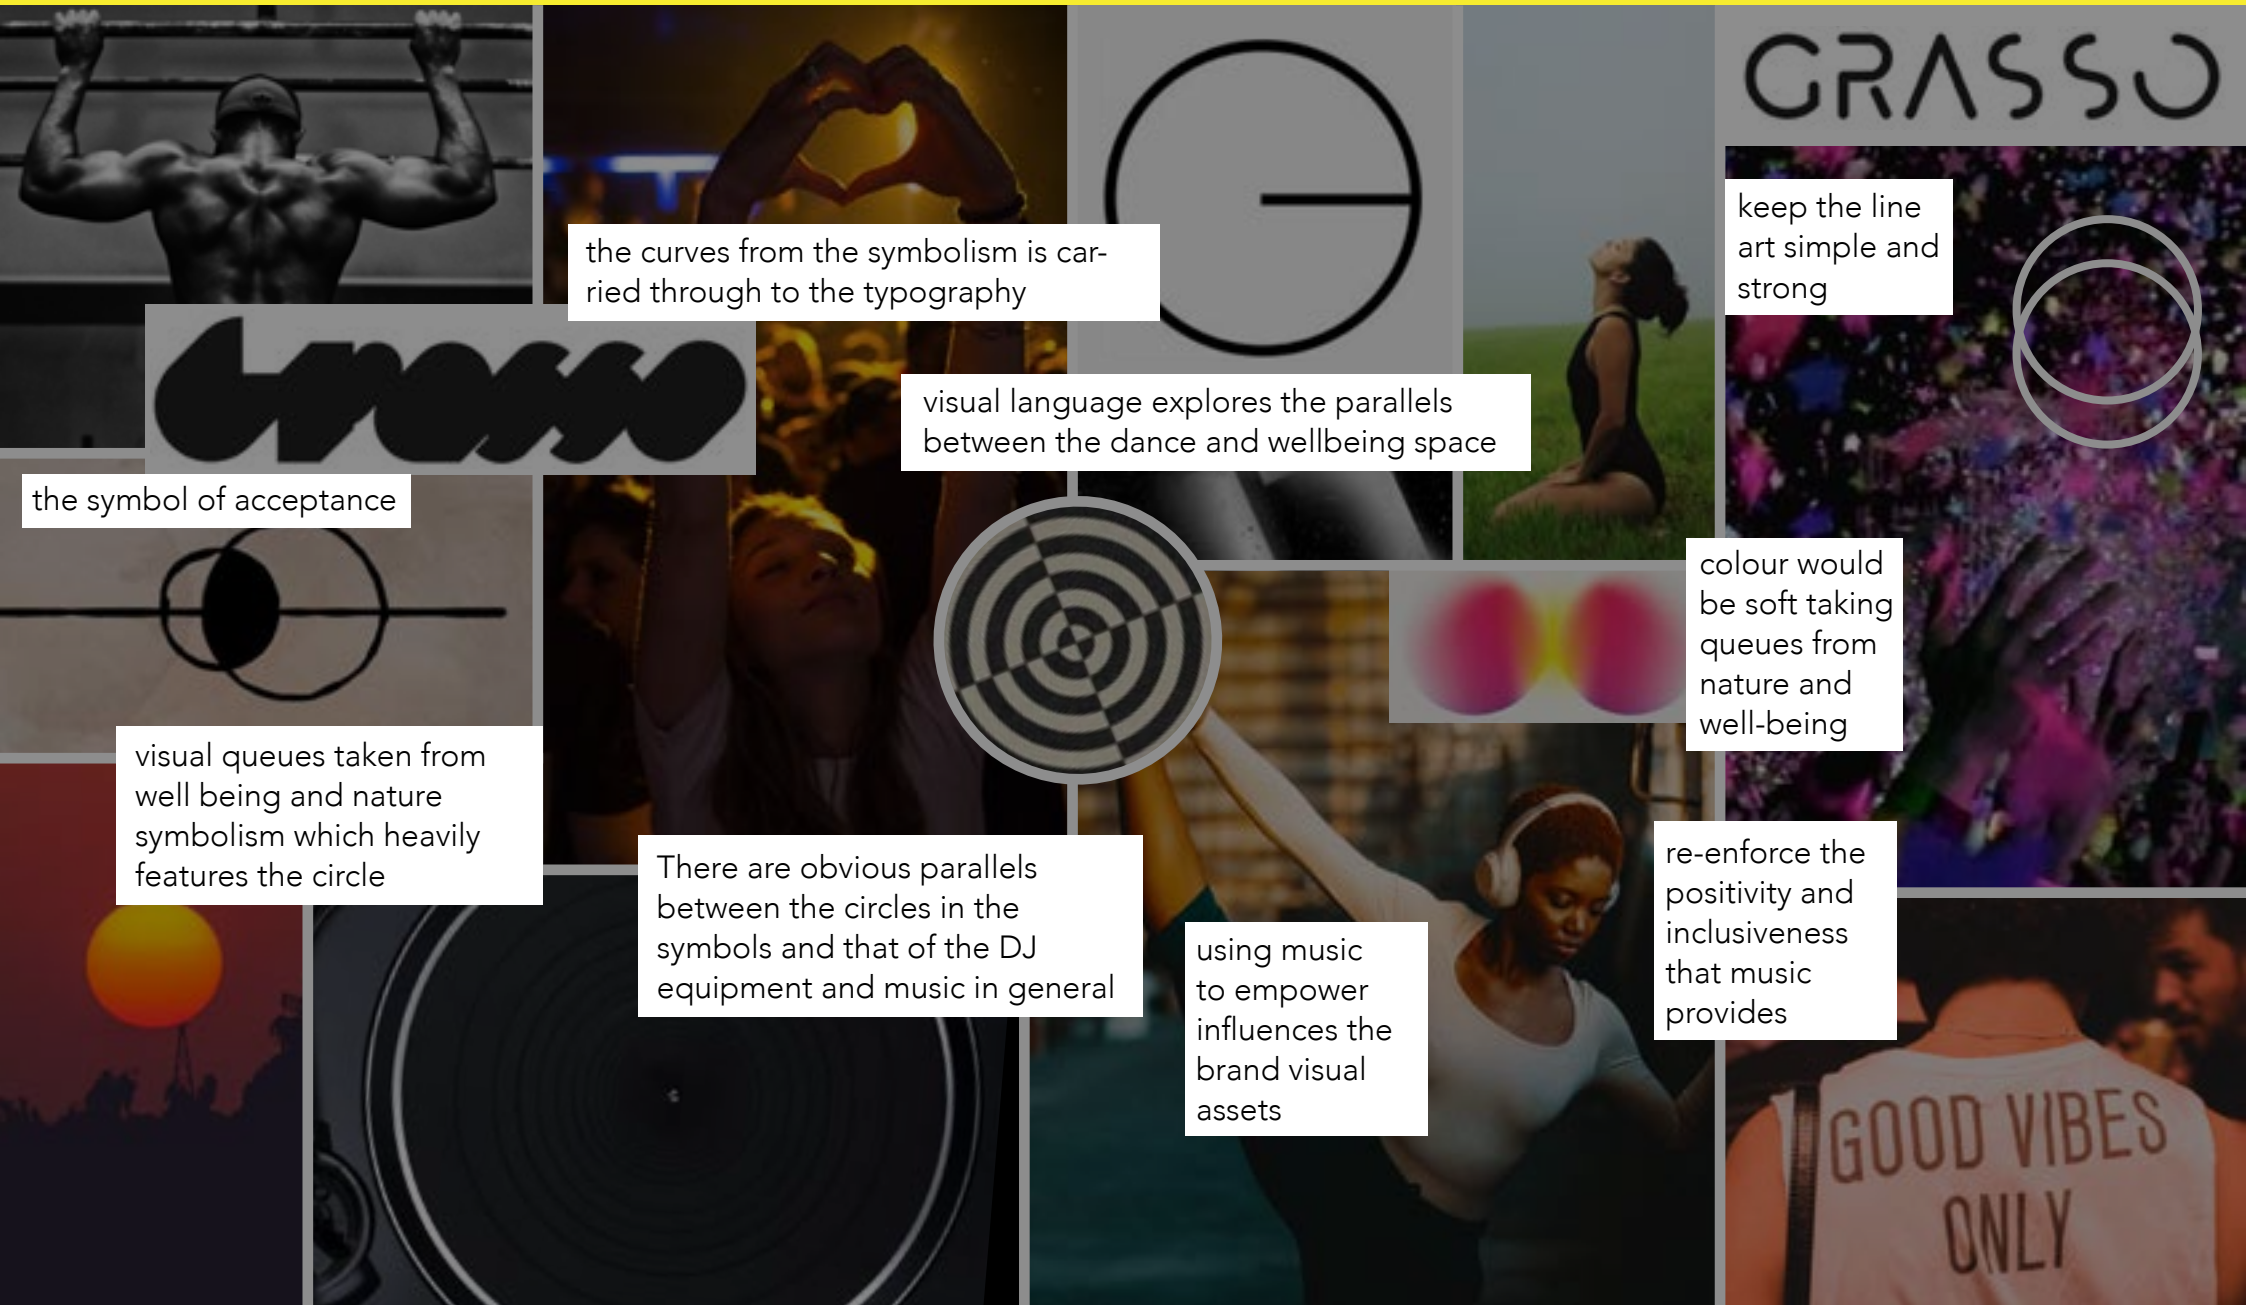 GRASSO
keep the line
art simple and
strong
the curves from the symbolism is car-
ried through to the typography
Grasso
visual language explores the parallels
between the dance and wellbeing space
the symbol of acceptance
colour would
be soft taking
queues from
nature and
well-being
visual queues taken from
well being and nature
symbolism which heavily
features the circle
There are obvious parallels
between the circles in the
symbols and that of the DJ
equipment and music in general
using music
to empower
influences the
brand visual
assets
re-enforce the
positivity and
inclusiveness
that music
provides
GOOD VIBES
ONLY